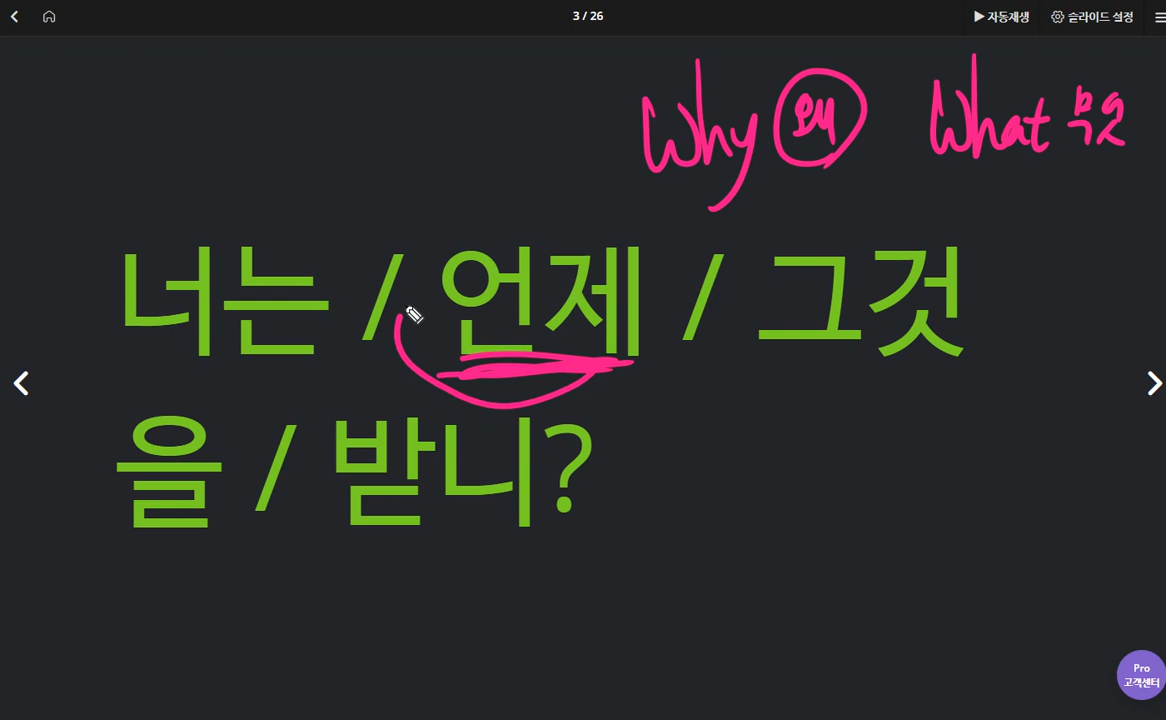 3 / 26
▶ 자동재생
슬라이드 설정
Why 왜 What 무엇
너는 / 언제 / 그것
을 / 받니?
Pro
고객센터